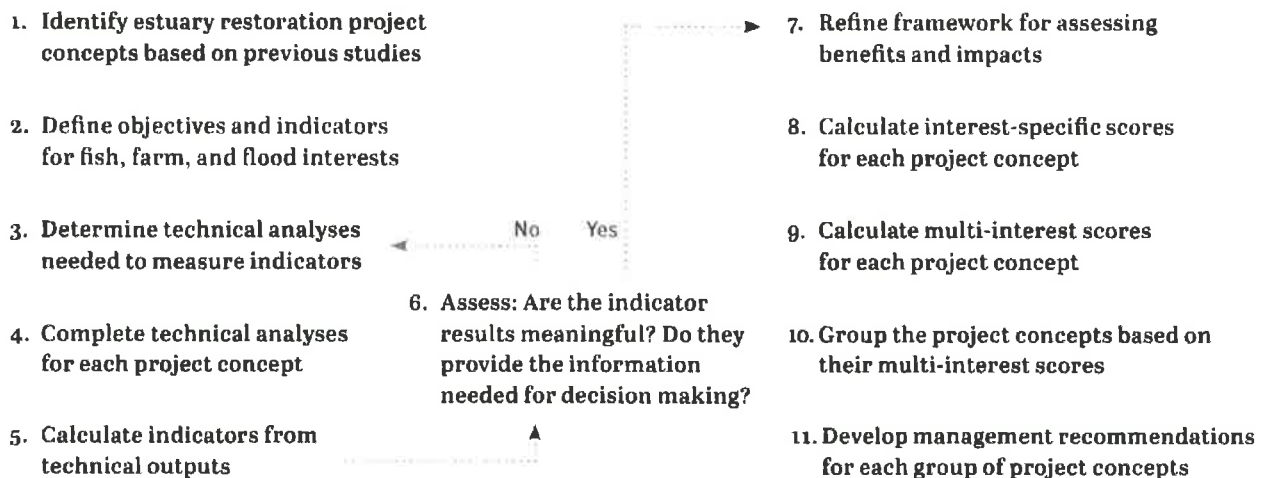 1. Identify estuary restoration project
concepts based on previous studies
2. Define objectives and indicators
for fish, farm, and flood interests
3. Determine technical analyses
needed to measure indicators
4. Complete technical analyses
for each project concept
5. Calculate indicators from
technical outputs
No Yes
6. Assess: Are the indicator
results meaningful? Do they
provide the information
needed for decision making?
7. Refine framework for assessing
benefits and impacts
8. Calculate interest-specific scores
for each project concept
9. Calculate multi-interest scores
for each project concept
10. Group the project concepts based on
their multi-interest scores
11. Develop management recommendations
for each group of project concepts